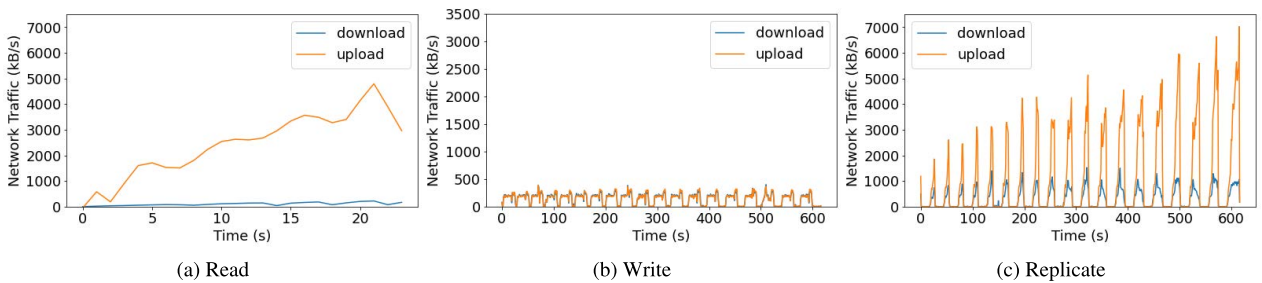 7000
6000
5000
4000
3000
2000
1000
0
Network Traffic (kB/s)
download
upload
0 5 10 15 20
Time (s)
(a) Read
3500
3000
2500
2000
1500
1000
500
0
Network Traffic (kB/s)
download
upload
0 100 200 300 400 500 600
Time (s)
(b) Write
7000
6000
5000
4000
3000
2000
1000
0
Network Traffic (kB/s)
download
upload
0 100 200 300 400 500 600
Time (s)
(c) Replicate